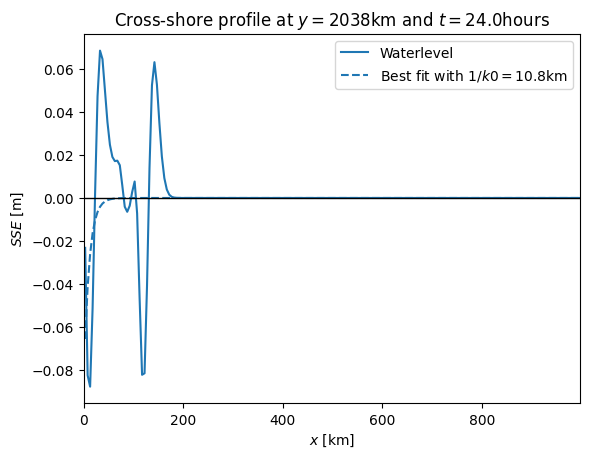 Cross-shore profile at y = 2038km and t = 24.0hours
Waterlevel
Best fit with 1/k0 = 10.8km
SSE [m]
0.06
0.04
0.02
0.00
−0.02
−0.04
−0.06
−0.08
0 200 400 600 800
x [km]